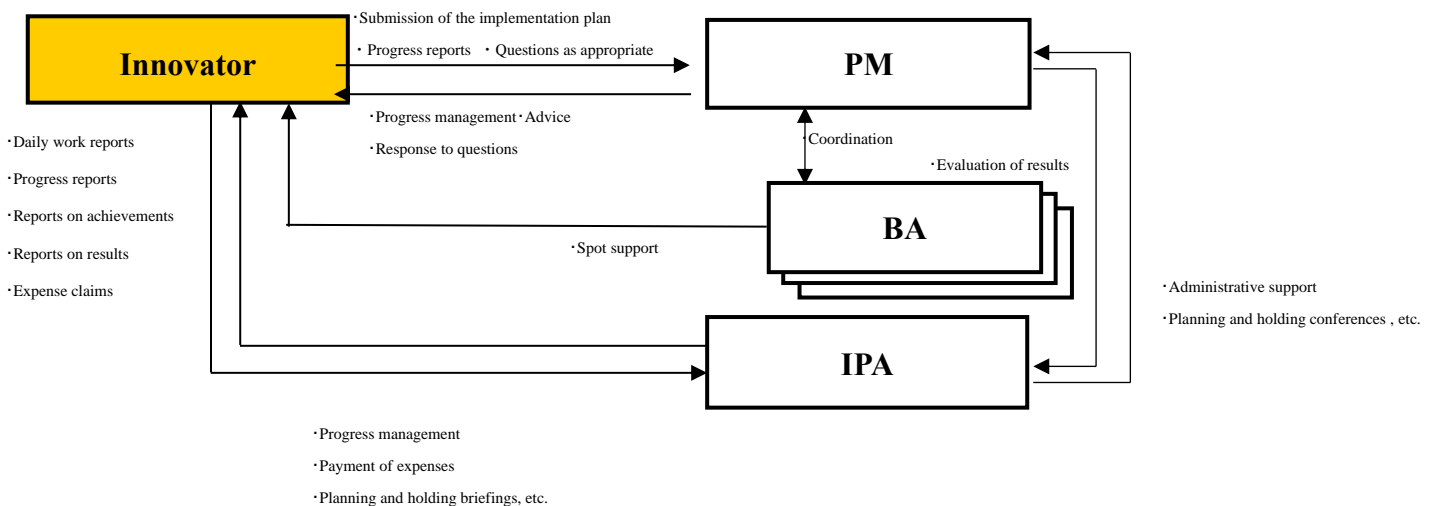 ·Submission of the implementation plan
Innovator
・Progress reports ・Questions as appropriate
PM
·Progress management·Advice
·Response to questions
·Daily work reports
·Progress reports
·Reports on achievements
·Reports on results
·Expense claims
·Coordination
·Evaluation of results
BA
·Spot support
·Administrative support
·Planning and holding conferences , etc.
IPA
·Progress management
·Payment of expenses
·Planning and holding briefings, etc.